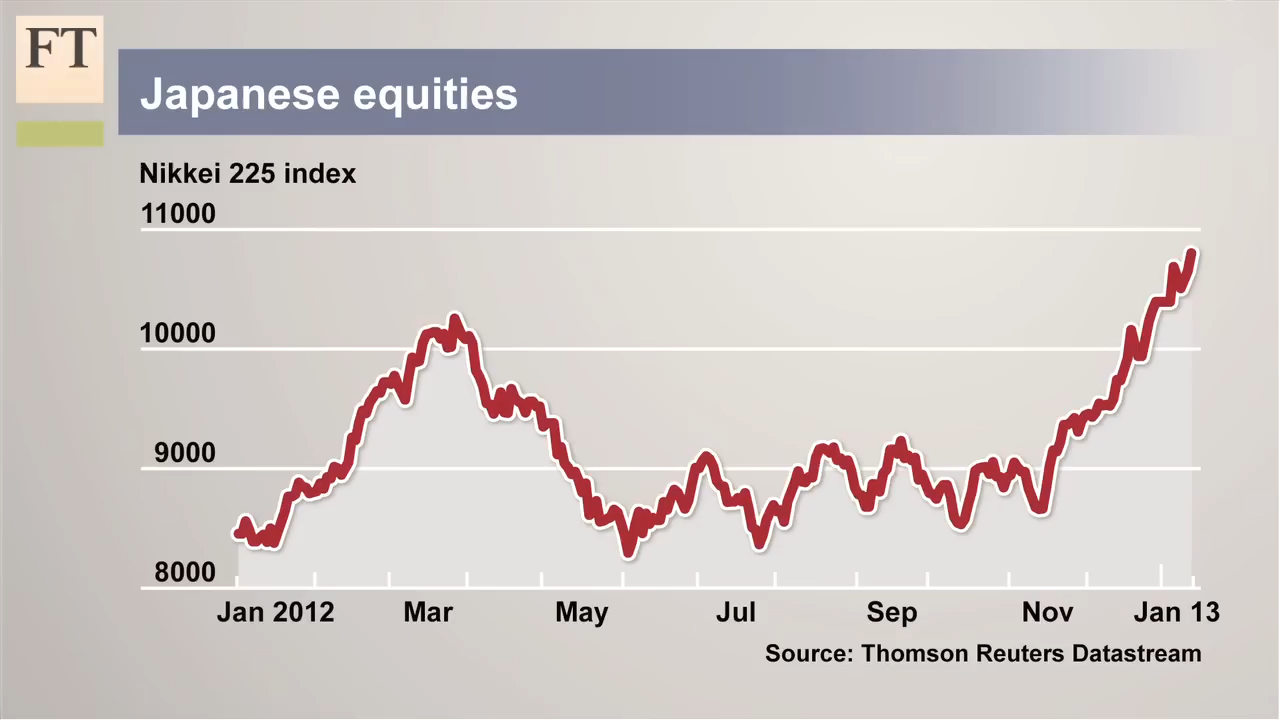 FT
Japanese equities
Nikkei 225 index
11000
10000
9000
8000
Jan 2012 Mar May Jul Sep Nov Jan 13
Source: Thomson Reuters Datastream